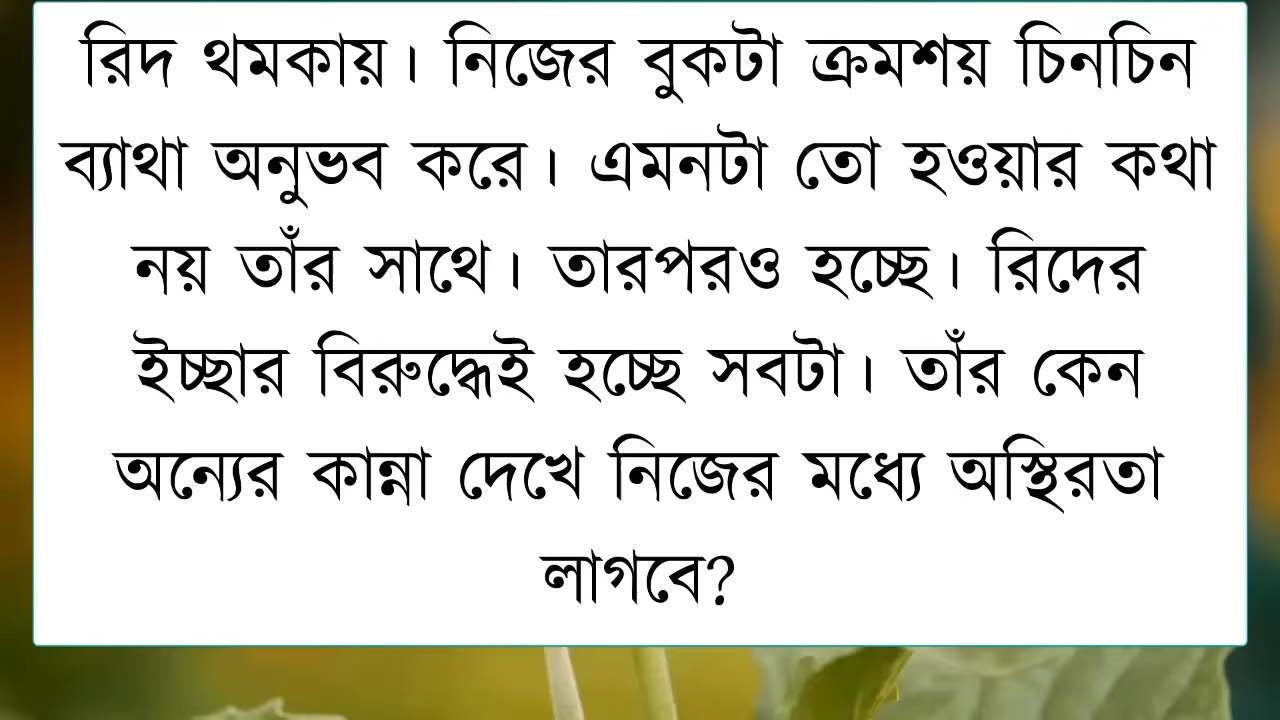 রিদ থমকায়। নিজের বুকটা ক্রমশয় চিনচিন
ব্যাথা অনুভব করে। এমনটা তো হওয়ার কথা
নয় তাঁর সাথে। তারপরও হচ্ছে। রিদের
ইচ্ছার বিরুদ্ধেই হচ্ছে সবটা। তাঁর কেন
অন্যের কান্না দেখে নিজের মধ্যে অস্থিরতা
লাগবে?